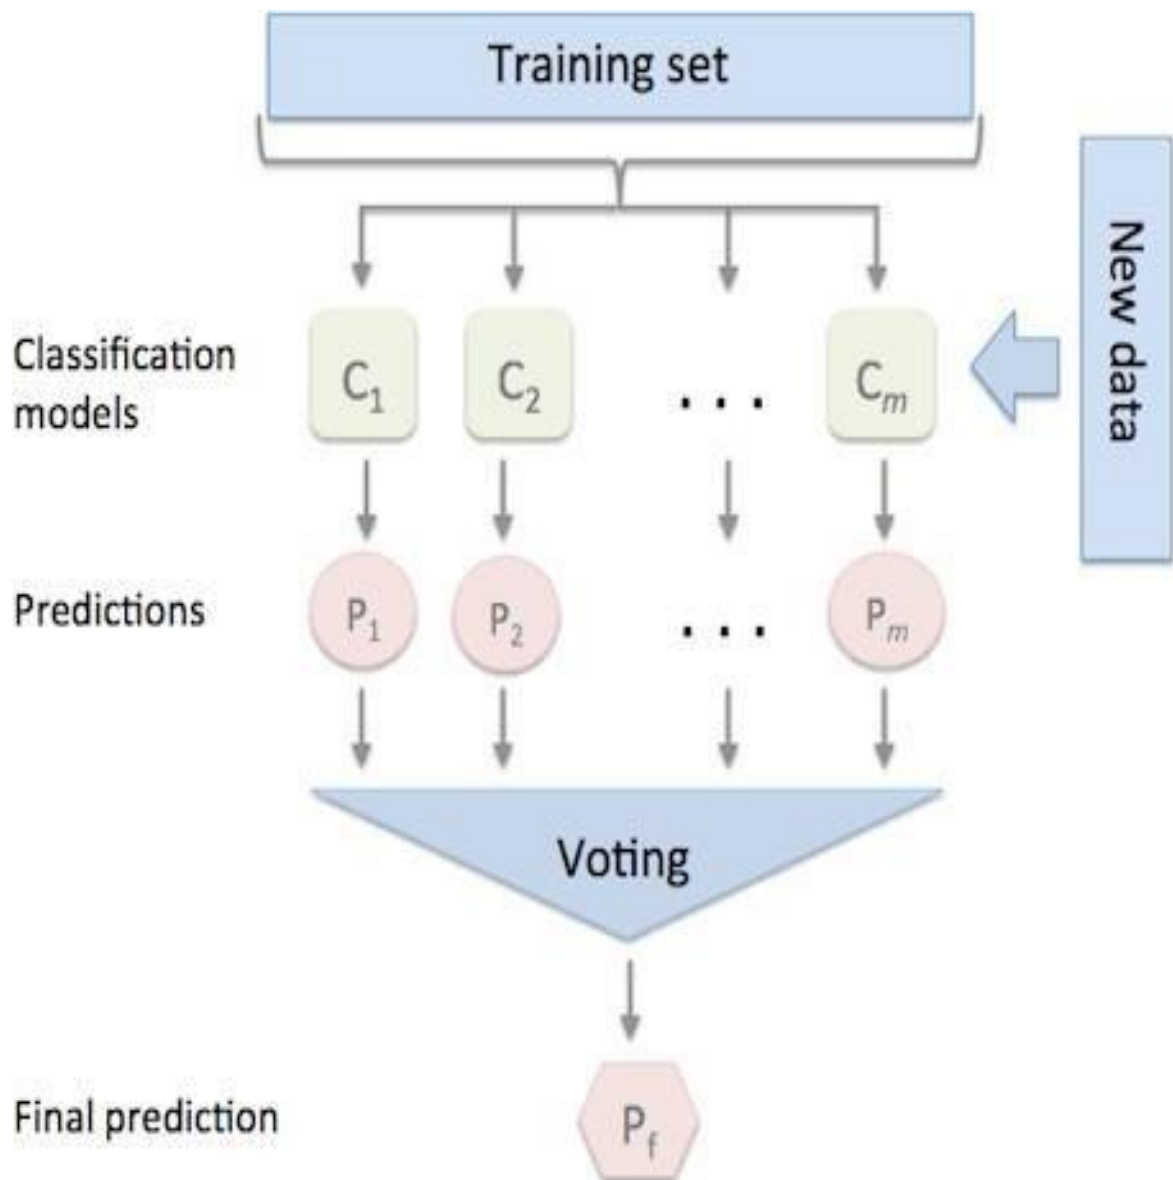 Training set
New data
Classification
models
C1 C2 . . . Cm
Predictions
P1 P2 . . . Pm
Voting
Final prediction
Pf